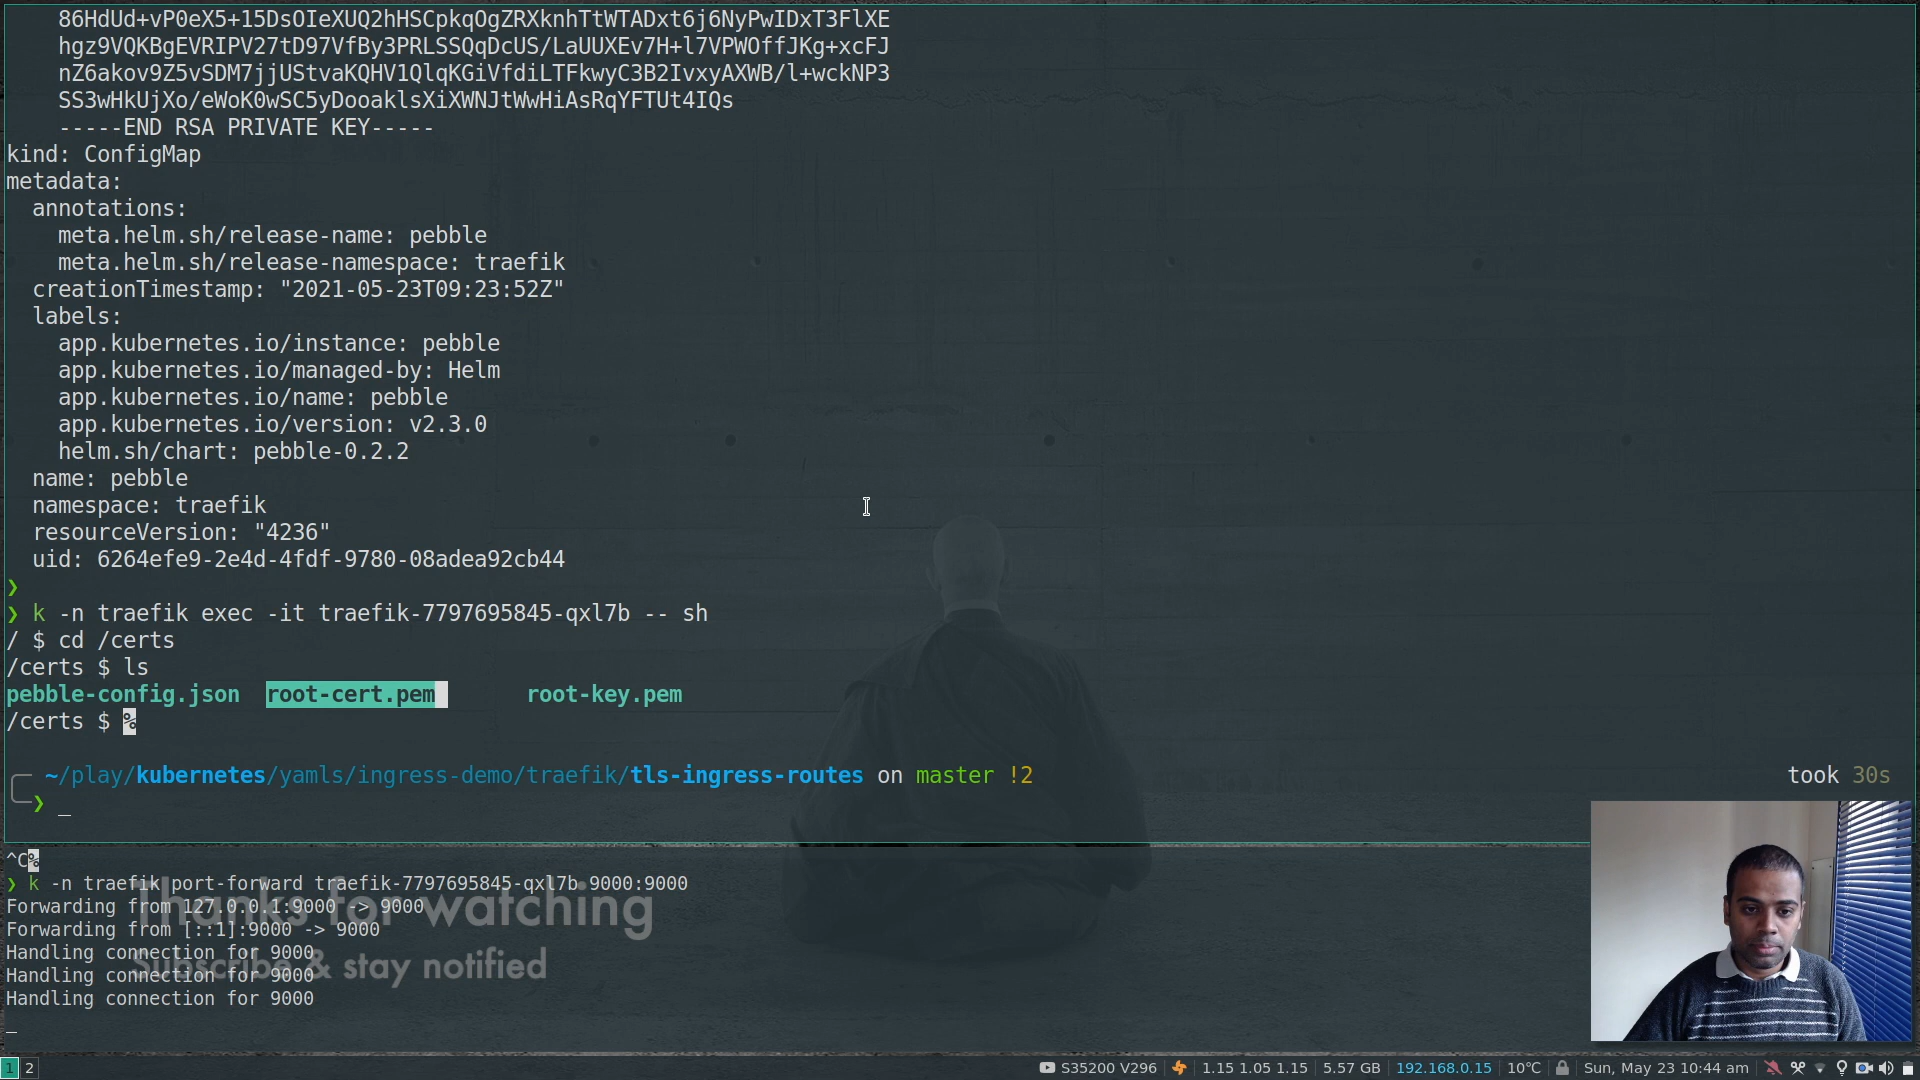 86HdUd+vP0eX5+15DsOIeXUQ2hHSCpkqOgZRXknhTtWTADxt6j6NyPwIDxT3FlXE
hgz9VQKBgEVRIPV27tD97VfBy3PRLSSQqDcUS/LaUUXEv7H+l7VPWOffJKg+xcFJ
nZ6akov9Z5vSDM7jjUStvaKQHV1QlqKGiVfdiLTFkwyC3B2IvxyAXWB/l+wckNP3
SS3wHkUjXo/eWoK0wSC5yDooaklsXiXWNJtWwHiAsRqYFTUt4IQs
-----END RSA PRIVATE KEY-----
kind: ConfigMap
metadata:
annotations:
meta.helm.sh/release-name: pebble
meta.helm.sh/release-namespace: traefik
creationTimestamp: "2021-05-23T09:23:52Z"
labels:
app.kubernetes.io/instance: pebble
app.kubernetes.io/managed-by: Helm
app.kubernetes.io/name: pebble
app.kubernetes.io/version: v2.3.0
helm.sh/chart: pebble-0.2.2
name: pebble
namespace: traefik
resourceVersion: "4236"
uid: 6264efe9-2e4d-4fdf-9780-08adea92cb44
❯
❯ k -n traefik exec -it traefik-7797695845-qxl7b -- sh
/ $ cd /certs
/certs $ ls
pebble-config.json root-cert.pem root-key.pem
/certs $ %
~/play/kubernetes/yamls/ingress-demo/traefik/tls-ingress-routes on master !2 took 30s
❯ _
^C%
❯ k -n traefik port-forward traefik-7797695845-qxl7b 9000:9000
Forwarding from 127.0.0.1:9000 -> 9000
Thanks for watching
Forwarding from [::1]:9000 -> 9000
Handling connection for 9000
Subscribe & stay notified
Handling connection for 9000
Handling connection for 9000
_
1 2 S35200 V296 1.15 1.05 1.15 5.57 GB 192.168.0.15 10℃ Sun, May 23 10:44 am